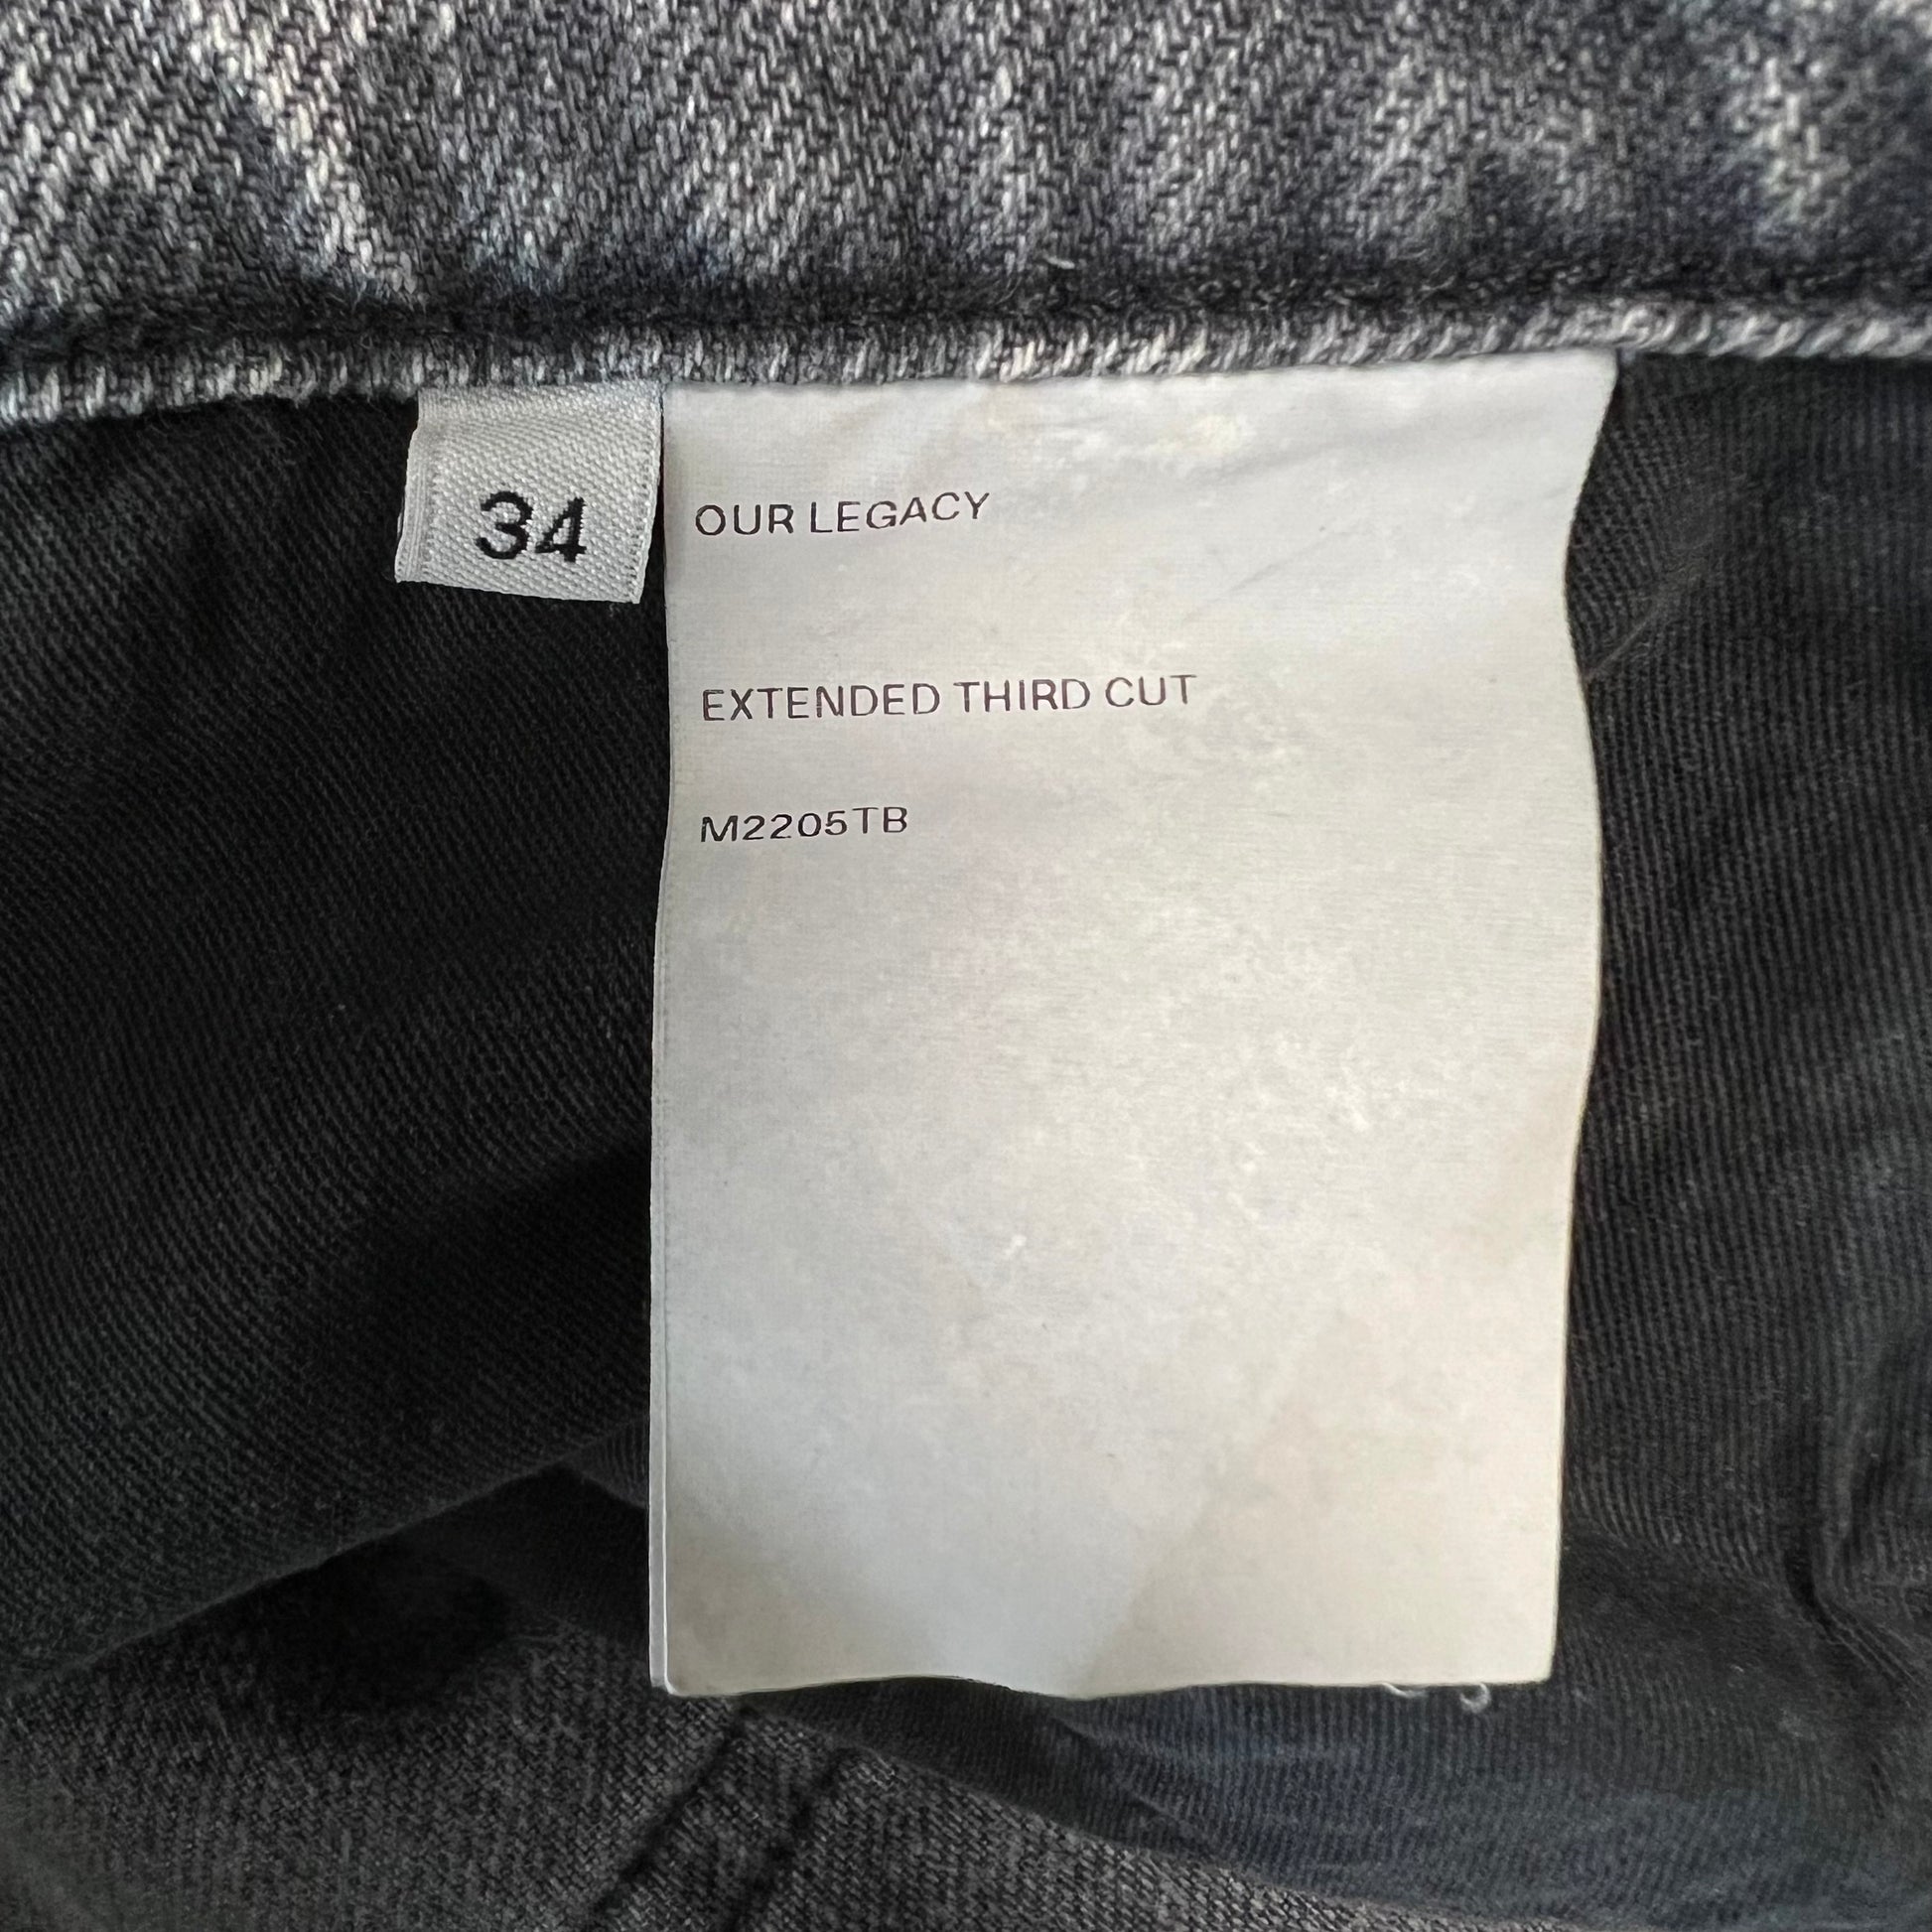 34
OUR LEGACY
EXTENDED THIRD CUT
M2205TB